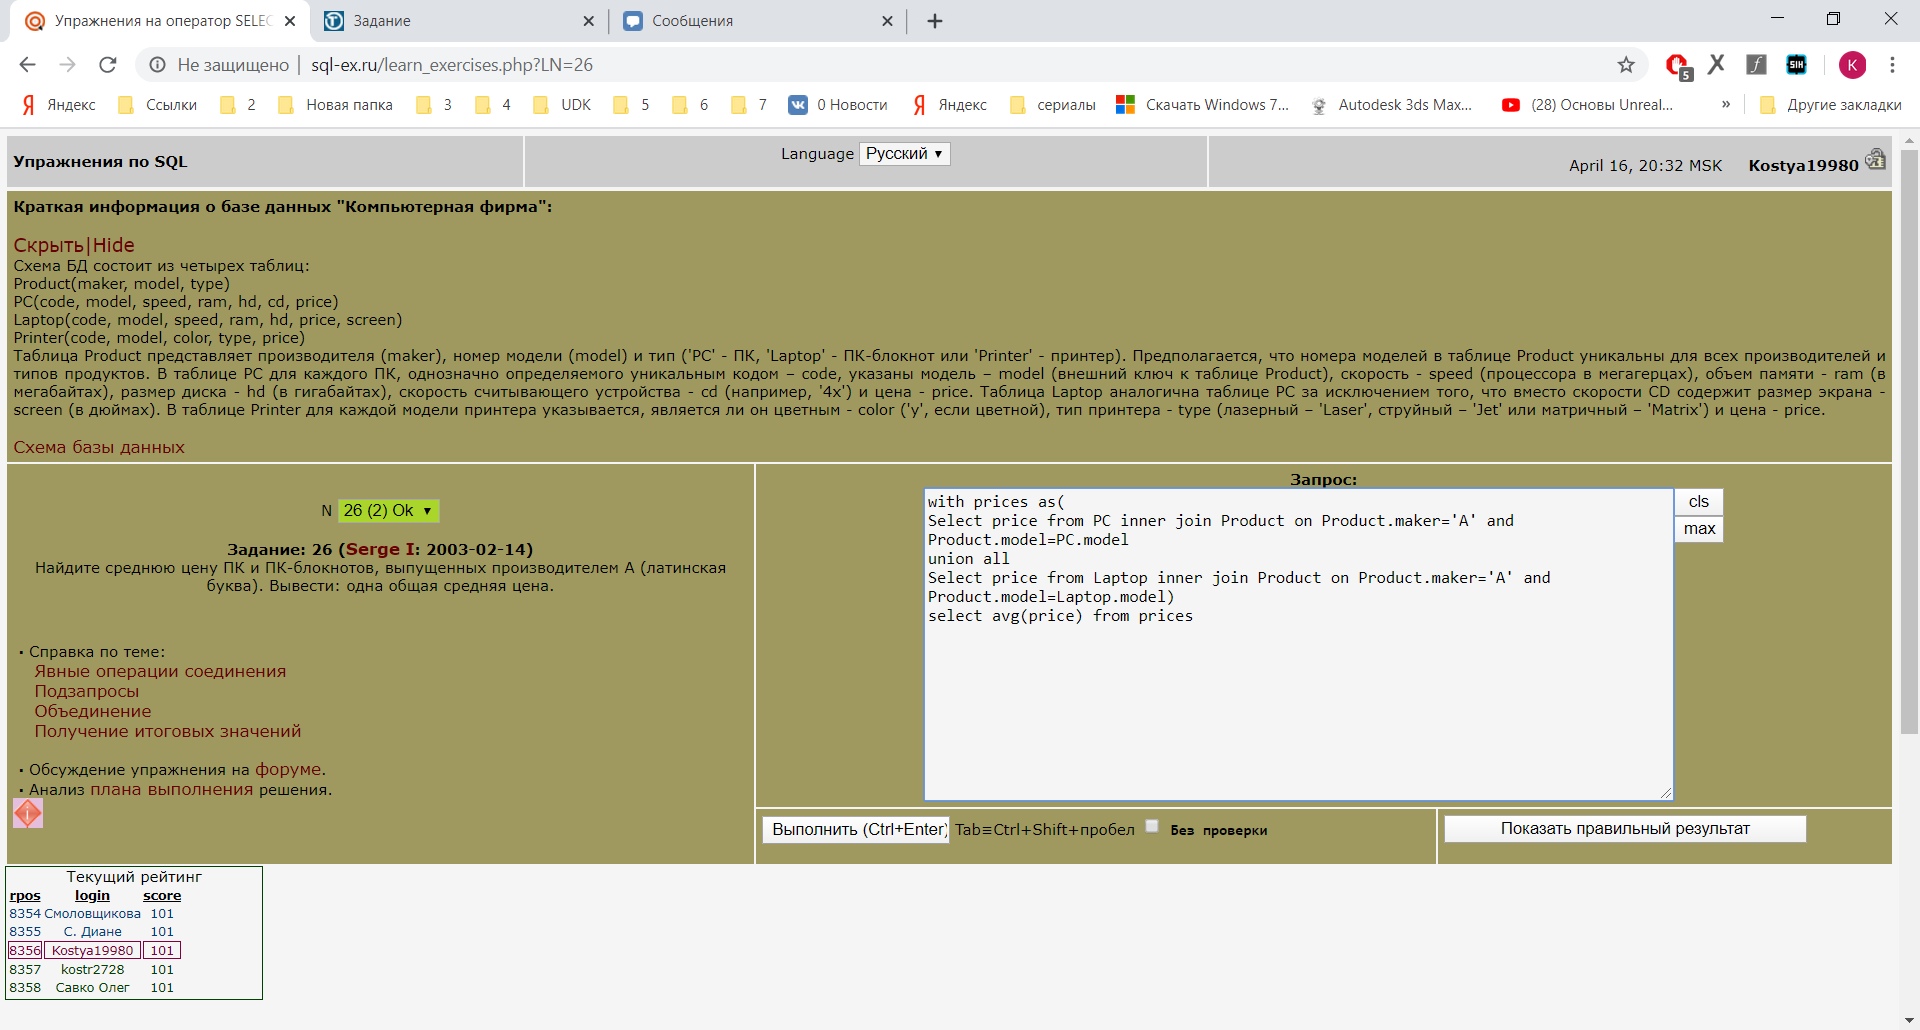 Упражнения на оператор SELEC
Задание
Сообщения
Не защищено
sql-ex.ru/learn_exercises.php?LN=26
5
SIH
K
Яндекс
Ссылки
2
Новая папка
3
4
UDK
5
6
7
0 Новости
Яндекс
сериалы
Скачать Windows 7...
Autodesk 3ds Max...
(28) Основы Unreal...
»
Другие закладки
Упражнения по SQL
Language Русский
April 16, 20:32 MSK Kostya19980
Краткая информация о базе данных "Компьютерная фирма":
Скрыть|Hide
Схема БД состоит из четырех таблиц:
Product(maker, model, type)
PC(code, model, speed, ram, hd, cd, price)
Laptop(code, model, speed, ram, hd, price, screen)
Printer(code, model, color, type, price)
Таблица Product представляет производителя (maker), номер модели (model) и тип ('PC' - ПК, 'Laptop' - ПК-блокнот или 'Printer' - принтер). Предполагается, что номера моделей в таблице Product уникальны для всех производителей и
типов продуктов. В таблице PC для каждого ПК, однозначно определяемого уникальным кодом – code, указаны модель – model (внешний ключ к таблице Product), скорость - speed (процессора в мегагерцах), объем памяти - ram (в
мегабайтах), размер диска - hd (в гигабайтах), скорость считывающего устройства - cd (например, '4x') и цена - price. Таблица Laptop аналогична таблице РС за исключением того, что вместо скорости CD содержит размер экрана -
screen (в дюймах). В таблице Printer для каждой модели принтера указывается, является ли он цветным - color ('y', если цветной), тип принтера - type (лазерный – 'Laser', струйный – 'Jet' или матричный – 'Matrix') и цена - price.
Схема базы данных
N 26 (2) Ok
Задание: 26 (Serge I: 2003-02-14)
Найдите среднюю цену ПК и ПК-блокнотов, выпущенных производителем A (латинская
буква). Вывести: одна общая средняя цена.
• Справка по теме:
Явные операции соединения
Подзапросы
Объединение
Получение итоговых значений
• Обсуждение упражнения на форуме.
• Анализ плана выполнения решения.
Запрос:
with prices as(
Select price from PC inner join Product on Product.maker='A' and
Product.model=PC.model
union all
Select price from Laptop inner join Product on Product.maker='A' and
Product.model=Laptop.model)
select avg(price) from prices
cls
max
Выполнить (Ctrl+Enter) Tab≡Ctrl+Shift+пробел Без проверки
Показать правильный результат
Текущий рейтинг
rpos login score
8354 Смоловщикова 101
8355 С. Диане 101
8356 Kostya19980 101
8357 kostr2728 101
8358 Савко Олег 101